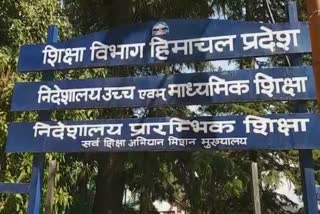 शिक्षा विभाग हिमाचल प्रदेश
निदेशालय उच्च एवम् माध्यमिक शिक्षा
निदेशालय प्रारम्भिक शिक्षा
सर्व शिक्षा अभियान मिशन मुख्यालय